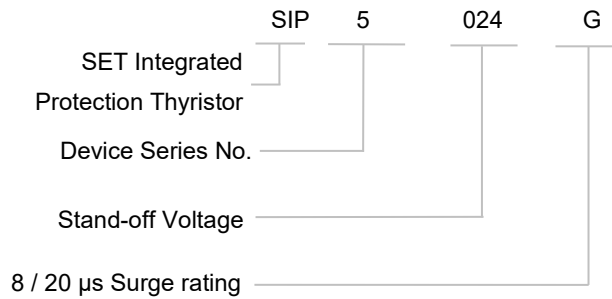 SIP 5 024 G
SET Integrated
Protection Thyristor
Device Series No.
Stand-off Voltage
8 / 20 μs Surge rating